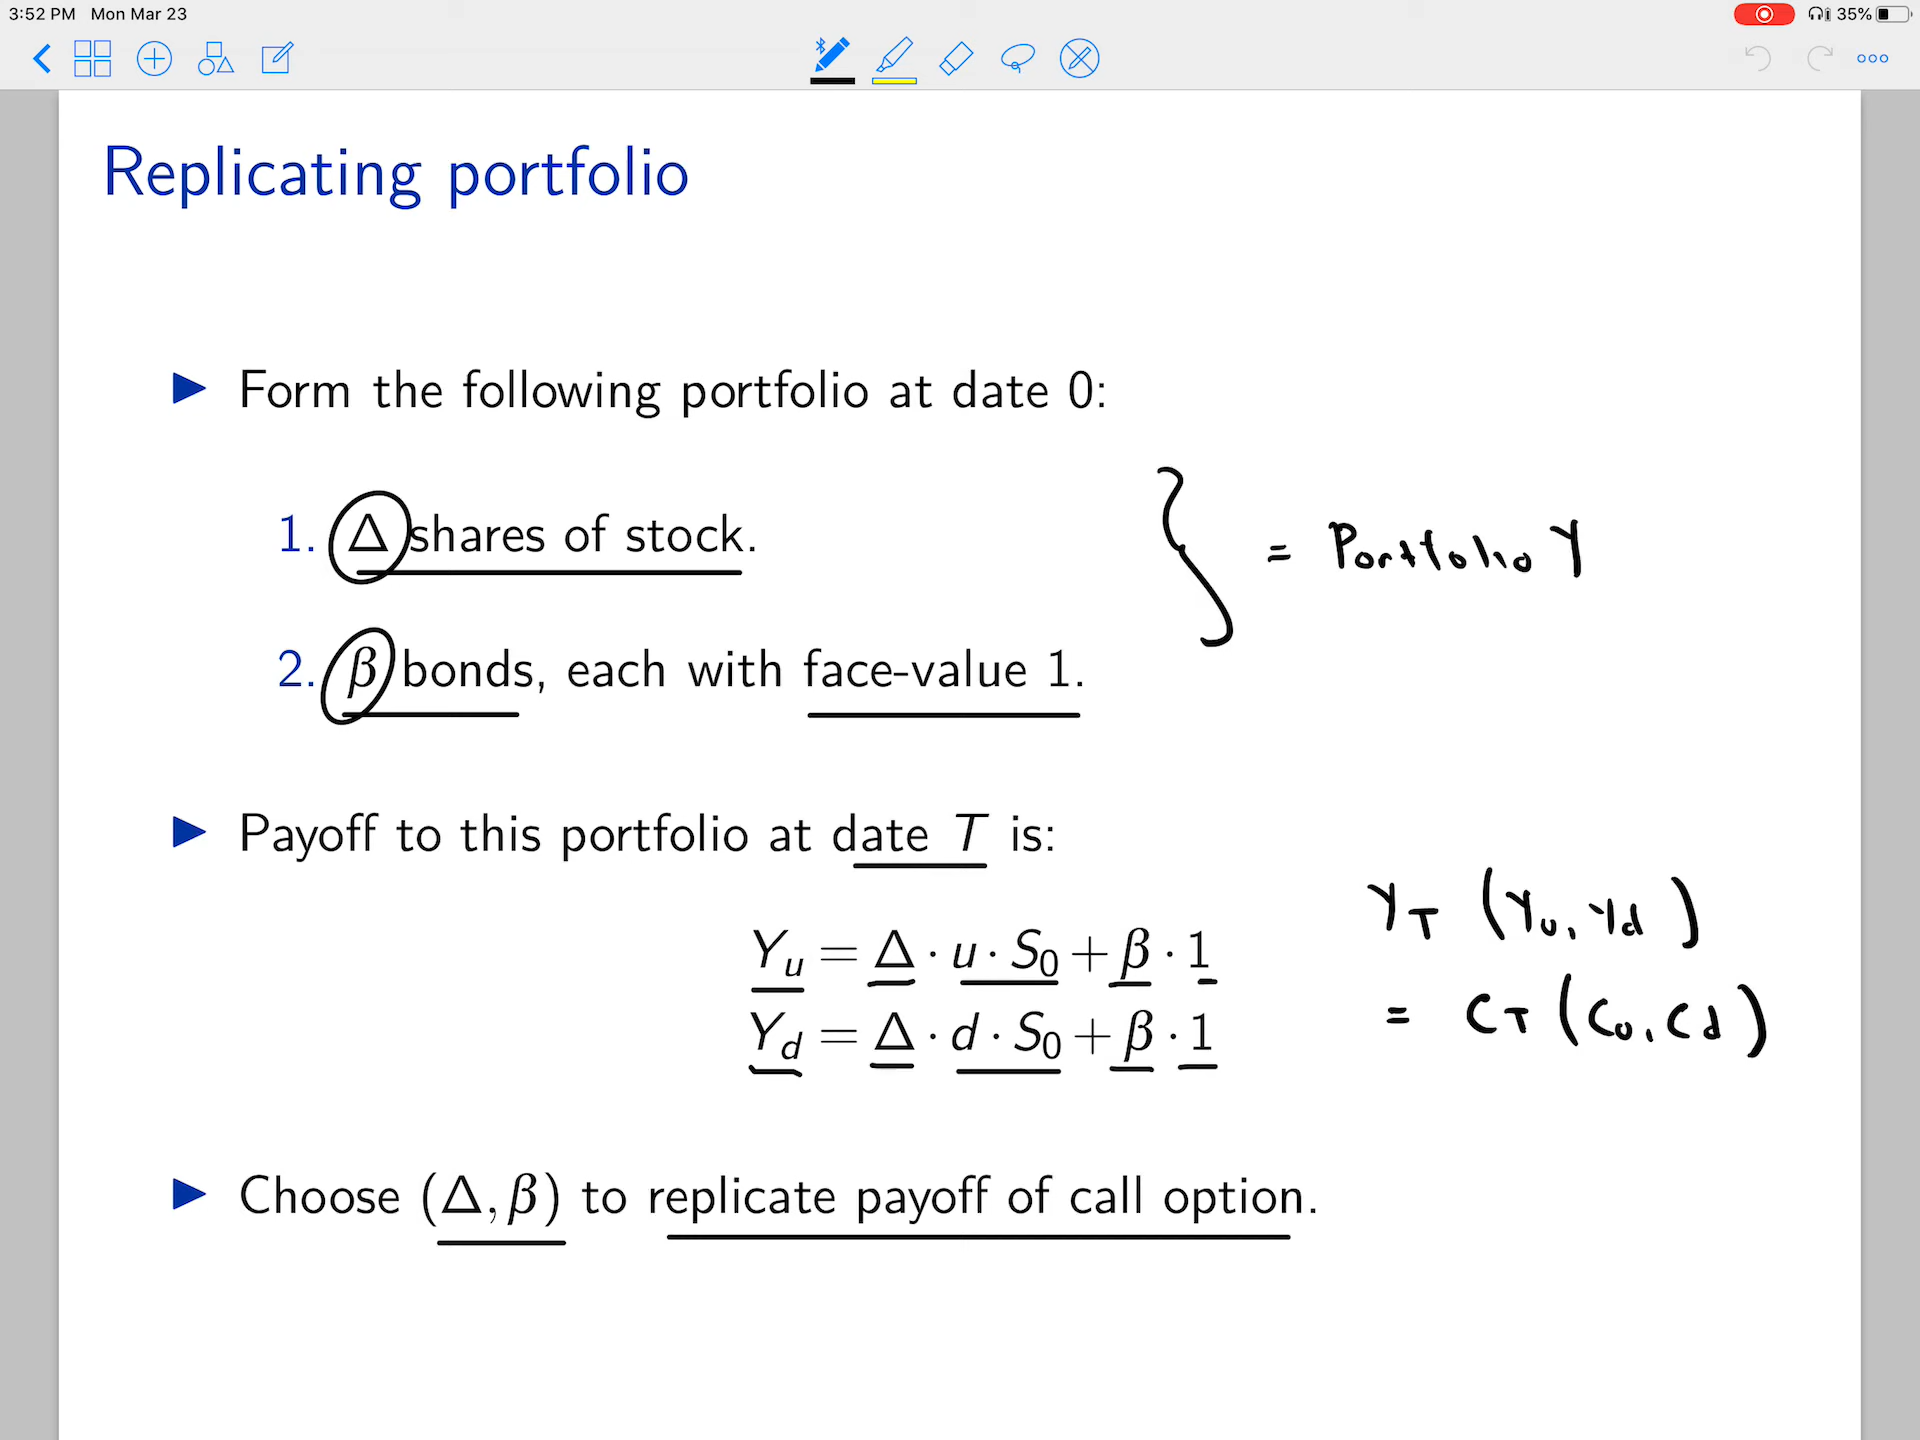 3:52 PM Mon Mar 23
35%
Replicating portfolio
▶ Form the following portfolio at date 0:
1. Δ shares of stock.
= Portfolio Y
2. β bonds, each with face-value 1.
▶ Payoff to this portfolio at date T is:
Y_T (Y_u, Y_d)
Y_u = Δ · u · S_0 + β · 1
= C_T (C_u, C_d)
Y_d = Δ · d · S_0 + β · 1
▶ Choose (Δ, β) to replicate payoff of call option.